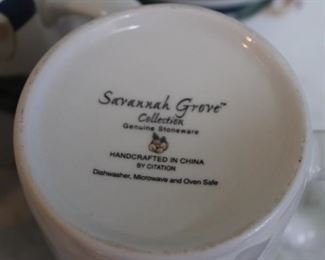 Savannah Grove™
Collection
Genuine Stoneware
HANDCRAFTED IN CHINA
BY CITATION
Dishwasher, Microwave and Oven Safe